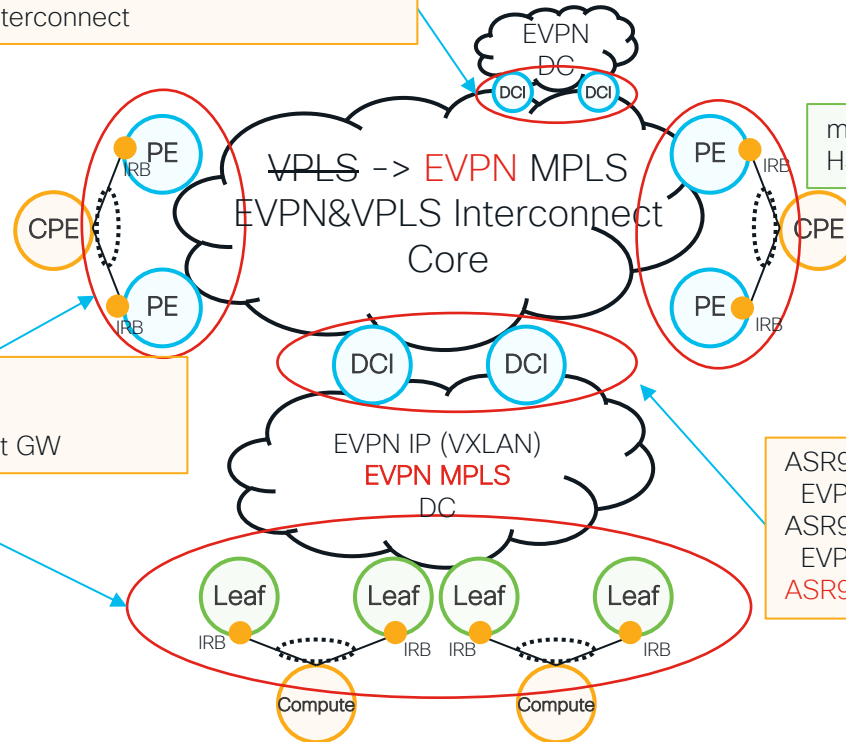 terconnect
EVPN
DC
DCI
DCI
PE
IRB
PE
IRB
m
H
VPLS -> EVPN MPLS
EVPN&VPLS Interconnect
Core
CPE
CPE
PE
IRB
PE
IRB
DCI
DCI
t GW
EVPN IP (VXLAN)
EVPN MPLS
DC
ASR9
EVP
ASR9
EVP
ASR9
Leaf
Leaf
Leaf
Leaf
IRB
IRB
IRB
IRB
Compute
Compute